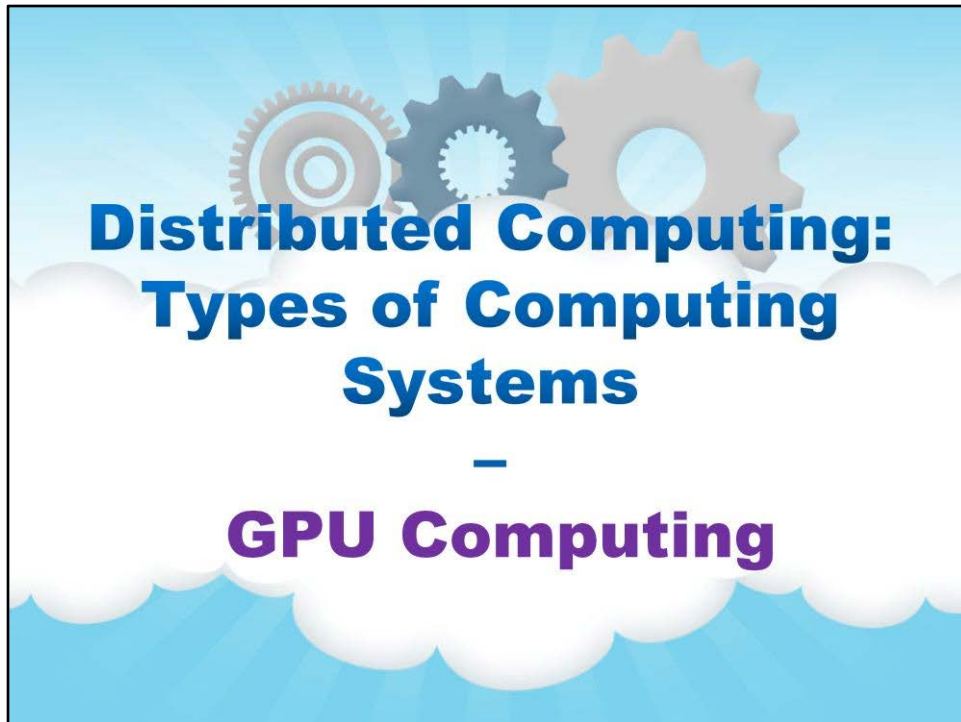 Distributed Computing:
Types of Computing
Systems
–
GPU Computing